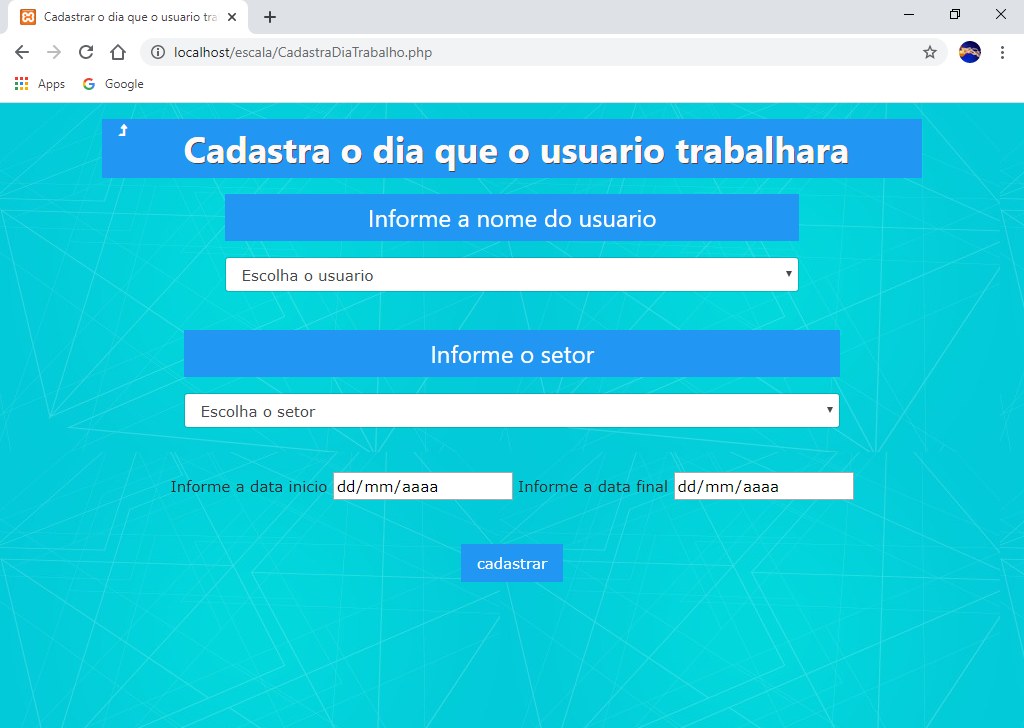 Cadastrar o dia que o usuario tra
localhost/escala/CadastraDiaTrabalho.php
Apps Google
Cadastra o dia que o usuario trabalhara
Informe a nome do usuario
Escolha o usuario
Informe o setor
Escolha o setor
Informe a data inicio dd/mm/aaaa Informe a data final dd/mm/aaaa
cadastrar